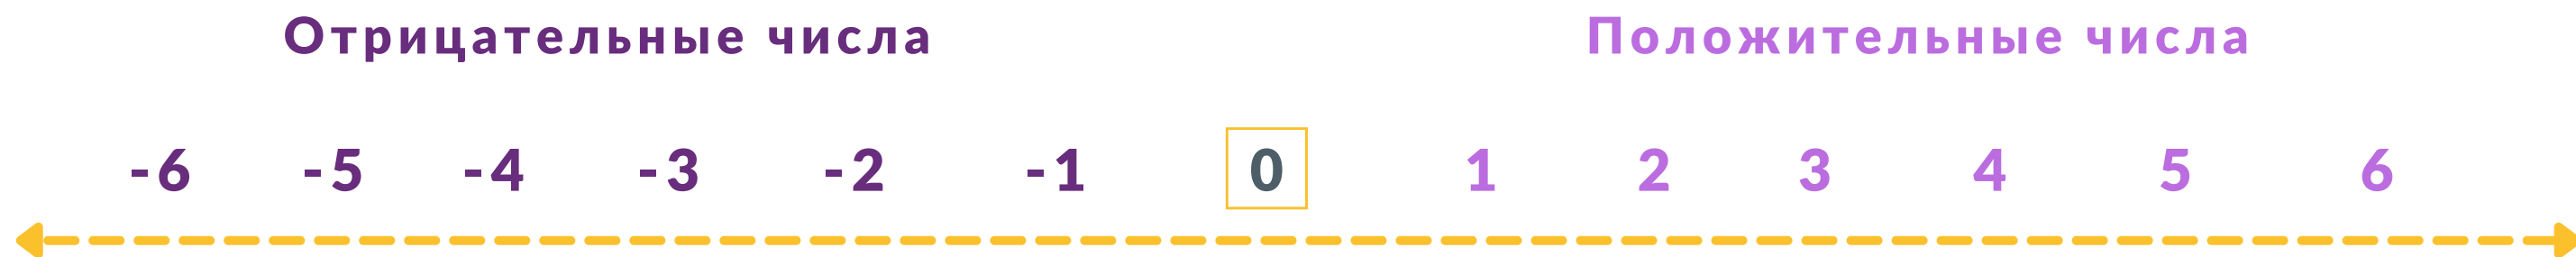 Отрицательные числа Положительные числа
-6 -5 -4 -3 -2 -1 0 1 2 3 4 5 6